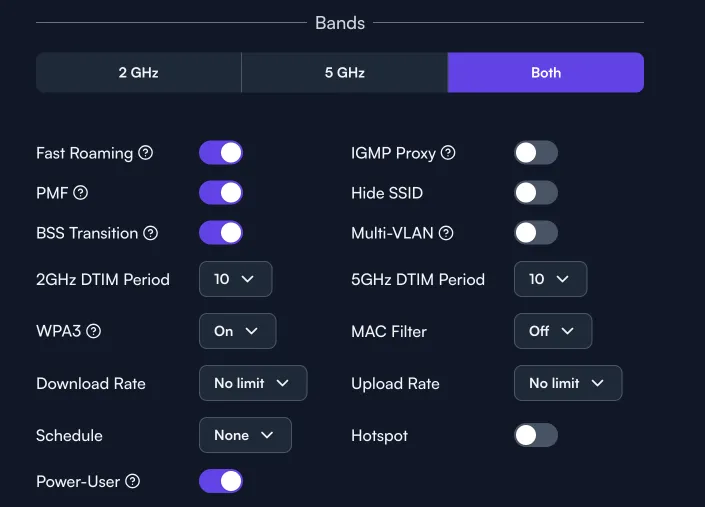 Bands
2 GHz 5 GHz Both
Fast Roaming ? IGMP Proxy ?
PMF ? Hide SSID
BSS Transition ? Multi-VLAN ?
2GHz DTIM Period 10 5GHz DTIM Period 10
WPA3 ? On MAC Filter Off
Download Rate No limit Upload Rate No limit
Schedule None Hotspot
Power-User ?